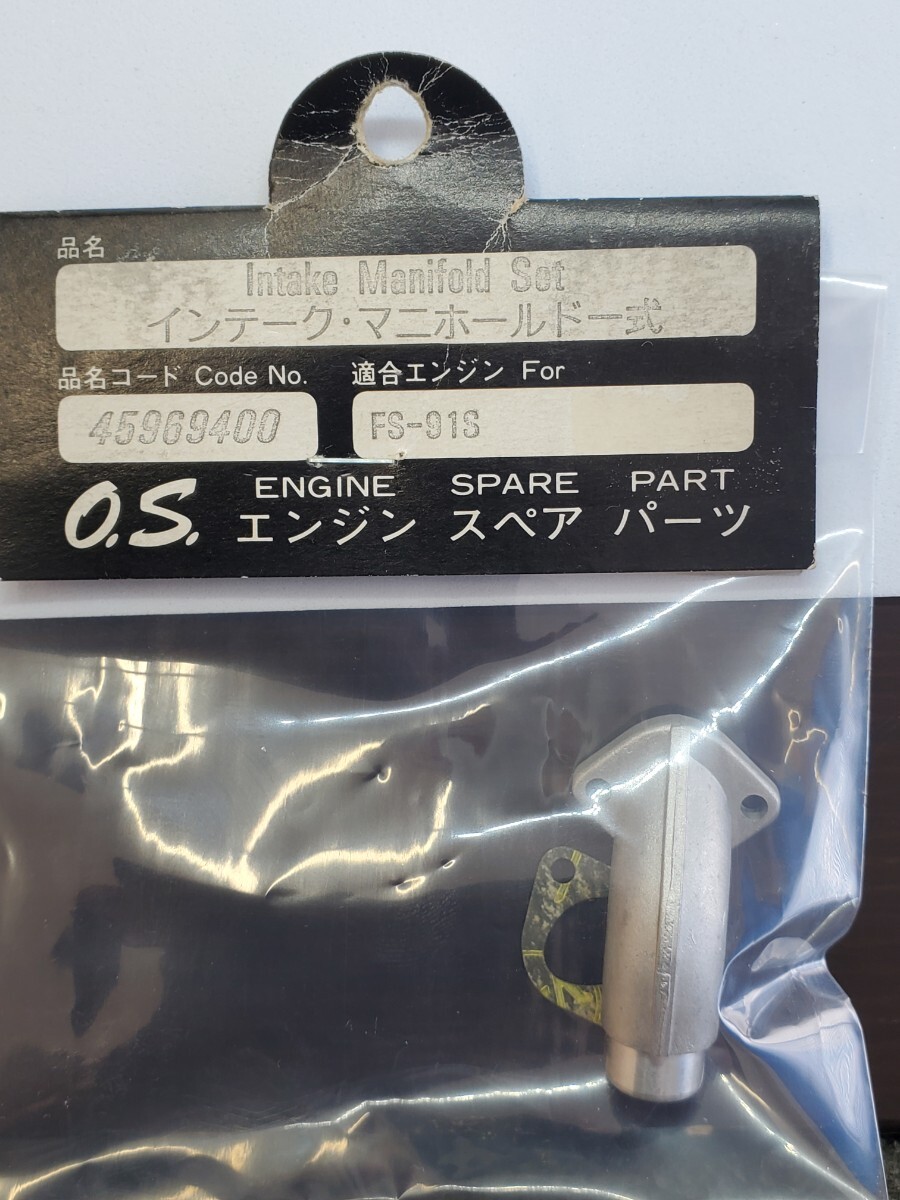 品名
Intake Manifold Set
インテーク・マニホールド一式
品名コード Code No.
適合エンジン For
45969400
FS-91S
O.S.
ENGINE SPARE PART
エンジン スペア パーツ